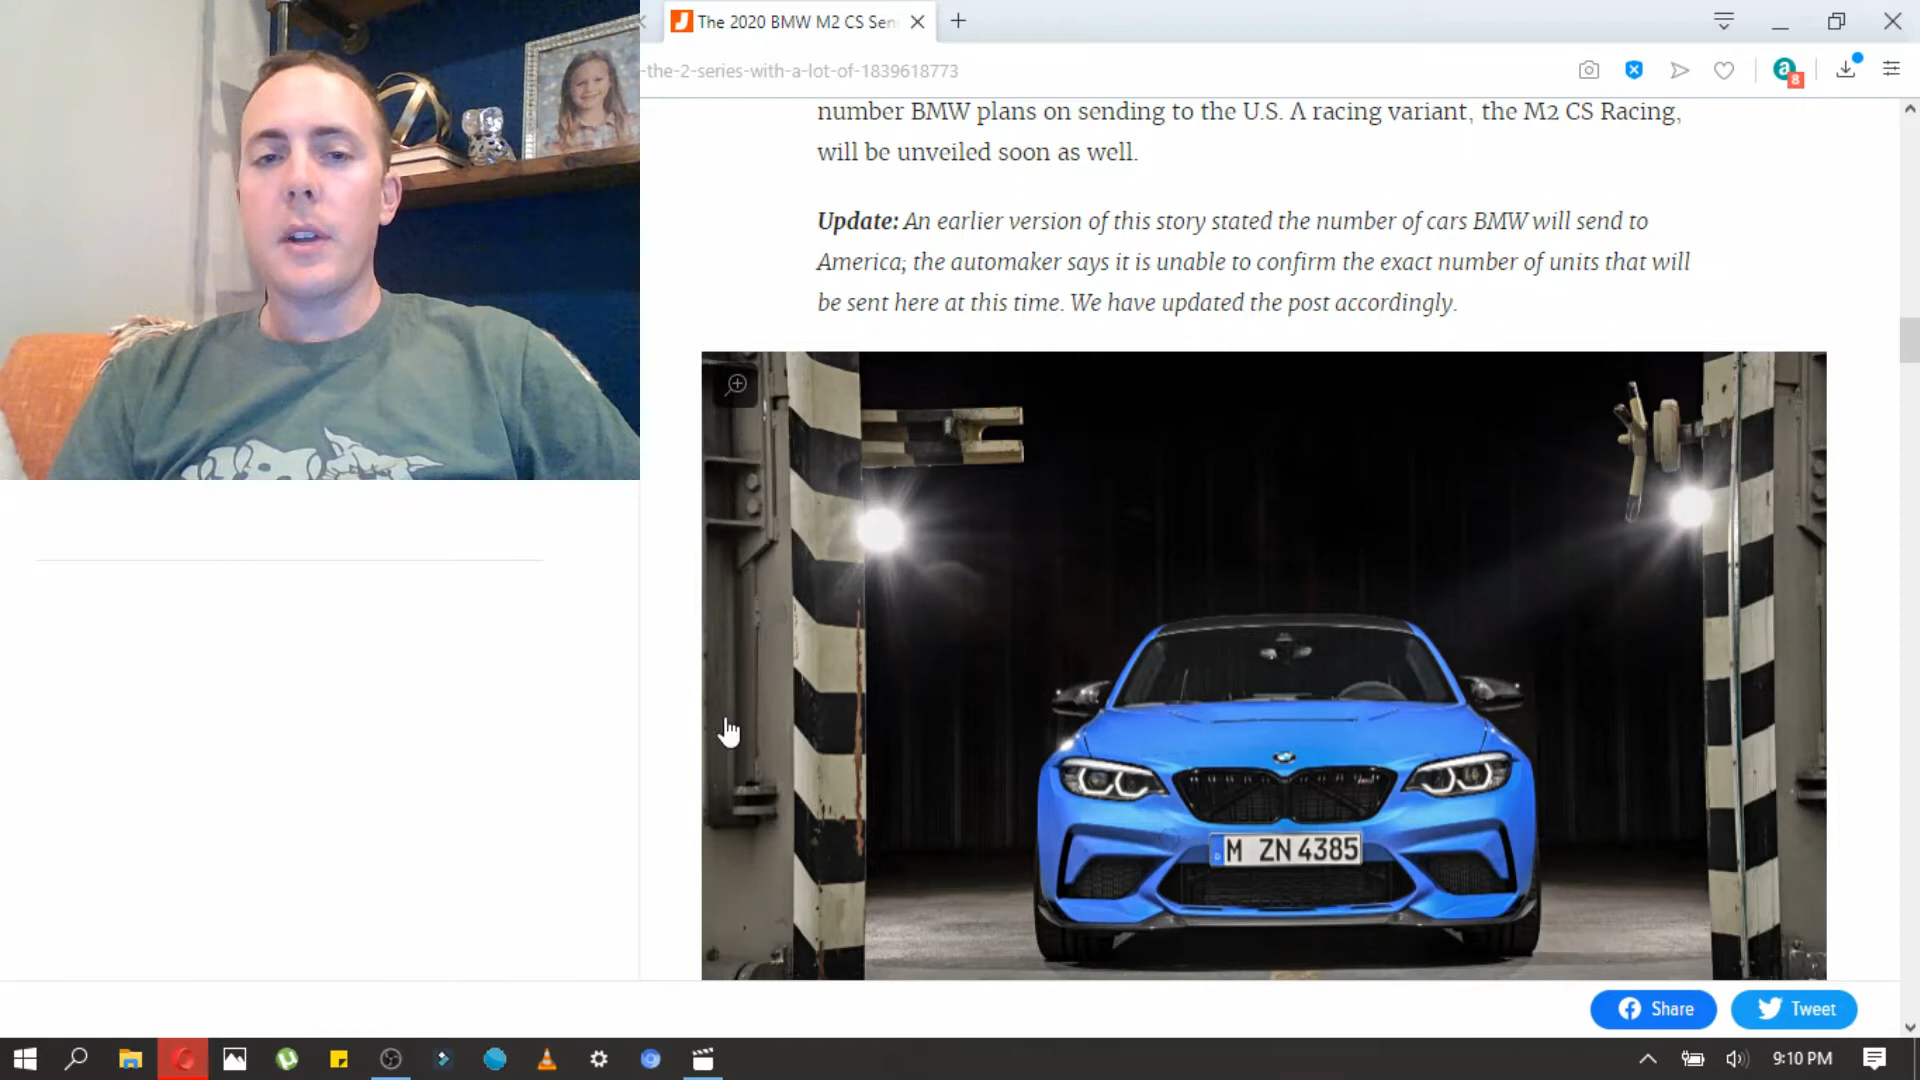 The 2020 BMW M2 CS Sen
-the-2-series-with-a-lot-of-1839618773
a
8
number BMW plans on sending to the U.S. A racing variant, the M2 CS Racing,
will be unveiled soon as well.
Update: An earlier version of this story stated the number of cars BMW will send to
America; the automaker says it is unable to confirm the exact number of units that will
be sent here at this time. We have updated the post accordingly.
M ZN 4385
Share
Tweet
9:10 PM